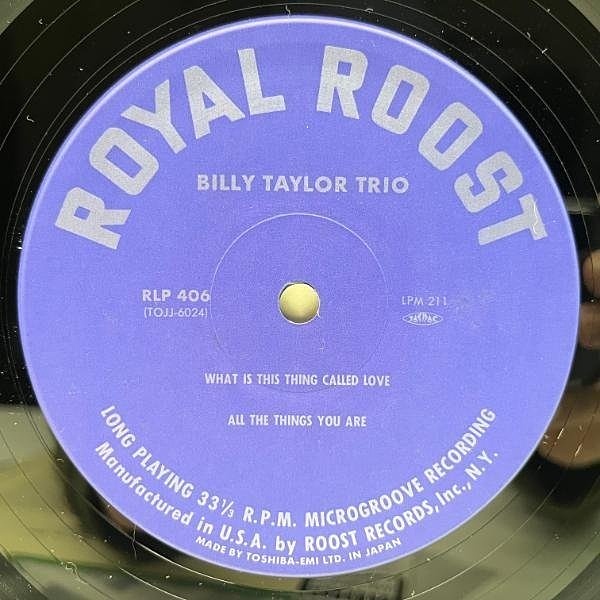 ROYAL ROOST
BILLY TAYLOR TRIO
RLP 406
(TOJJ-6024)
LPM 211
WHAT IS THIS THING CALLED LOVE
ALL THE THINGS YOU ARE
LONG PLAYING 33⅓ R.P.M. MICROGROOVE RECORDING
Manufactured in U.S.A. by ROOST RECORDS, Inc., N.Y.
MADE BY TOSHIBA-EMI LTD. IN JAPAN